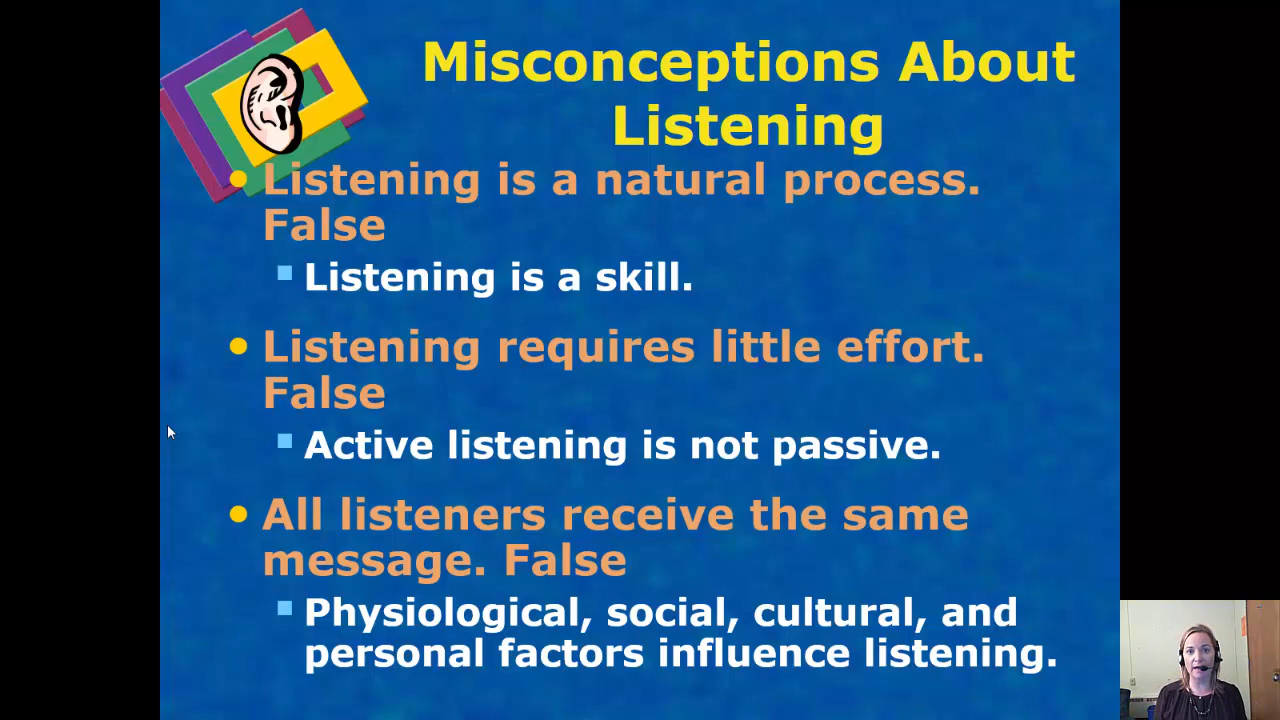 Misconceptions About
Listening
• Listening is a natural process.
False
▪ Listening is a skill.
• Listening requires little effort.
False
▪ Active listening is not passive.
• All listeners receive the same
message. False
▪ Physiological, social, cultural, and
personal factors influence listening.